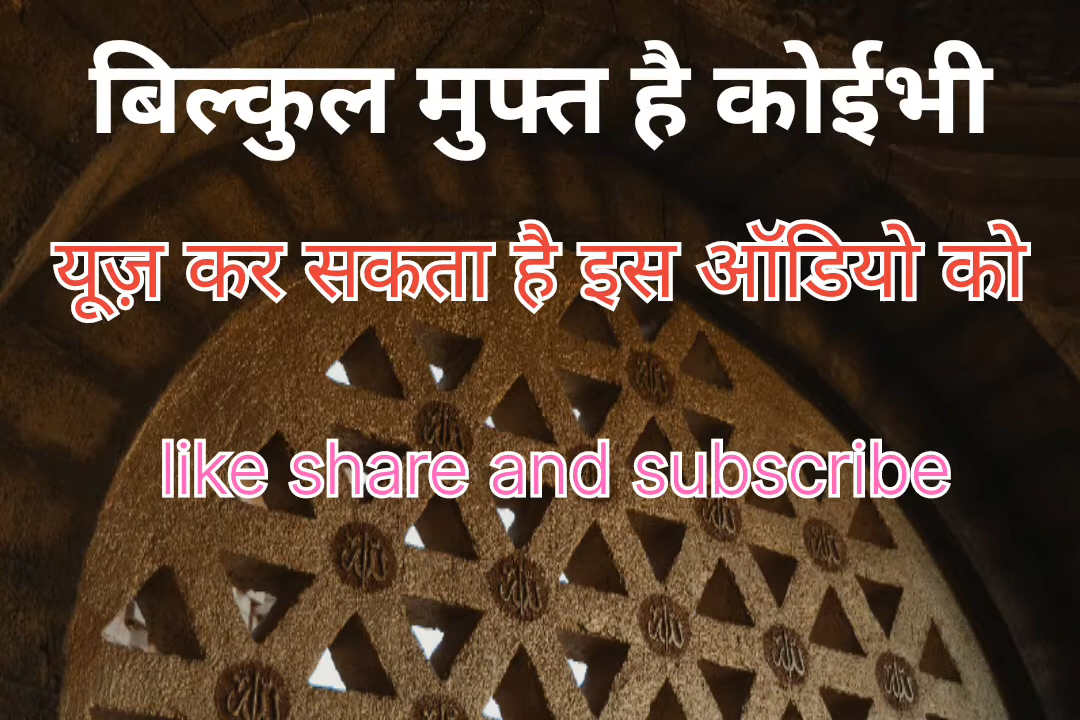 बिल्कुल मुफ्त है कोईभी
यूज़ कर सकता है इस ऑडियो को
like share and subscribe